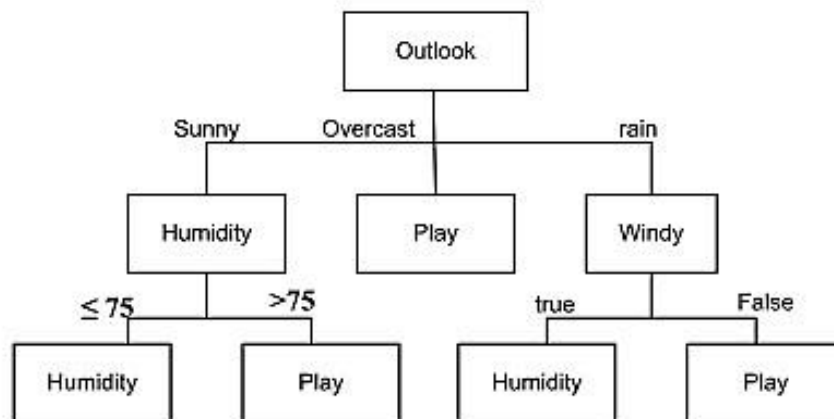 Outlook
Sunny Overcast rain
Humidity Play Windy
≤ 75 >75 true False
Humidity Play Humidity Play